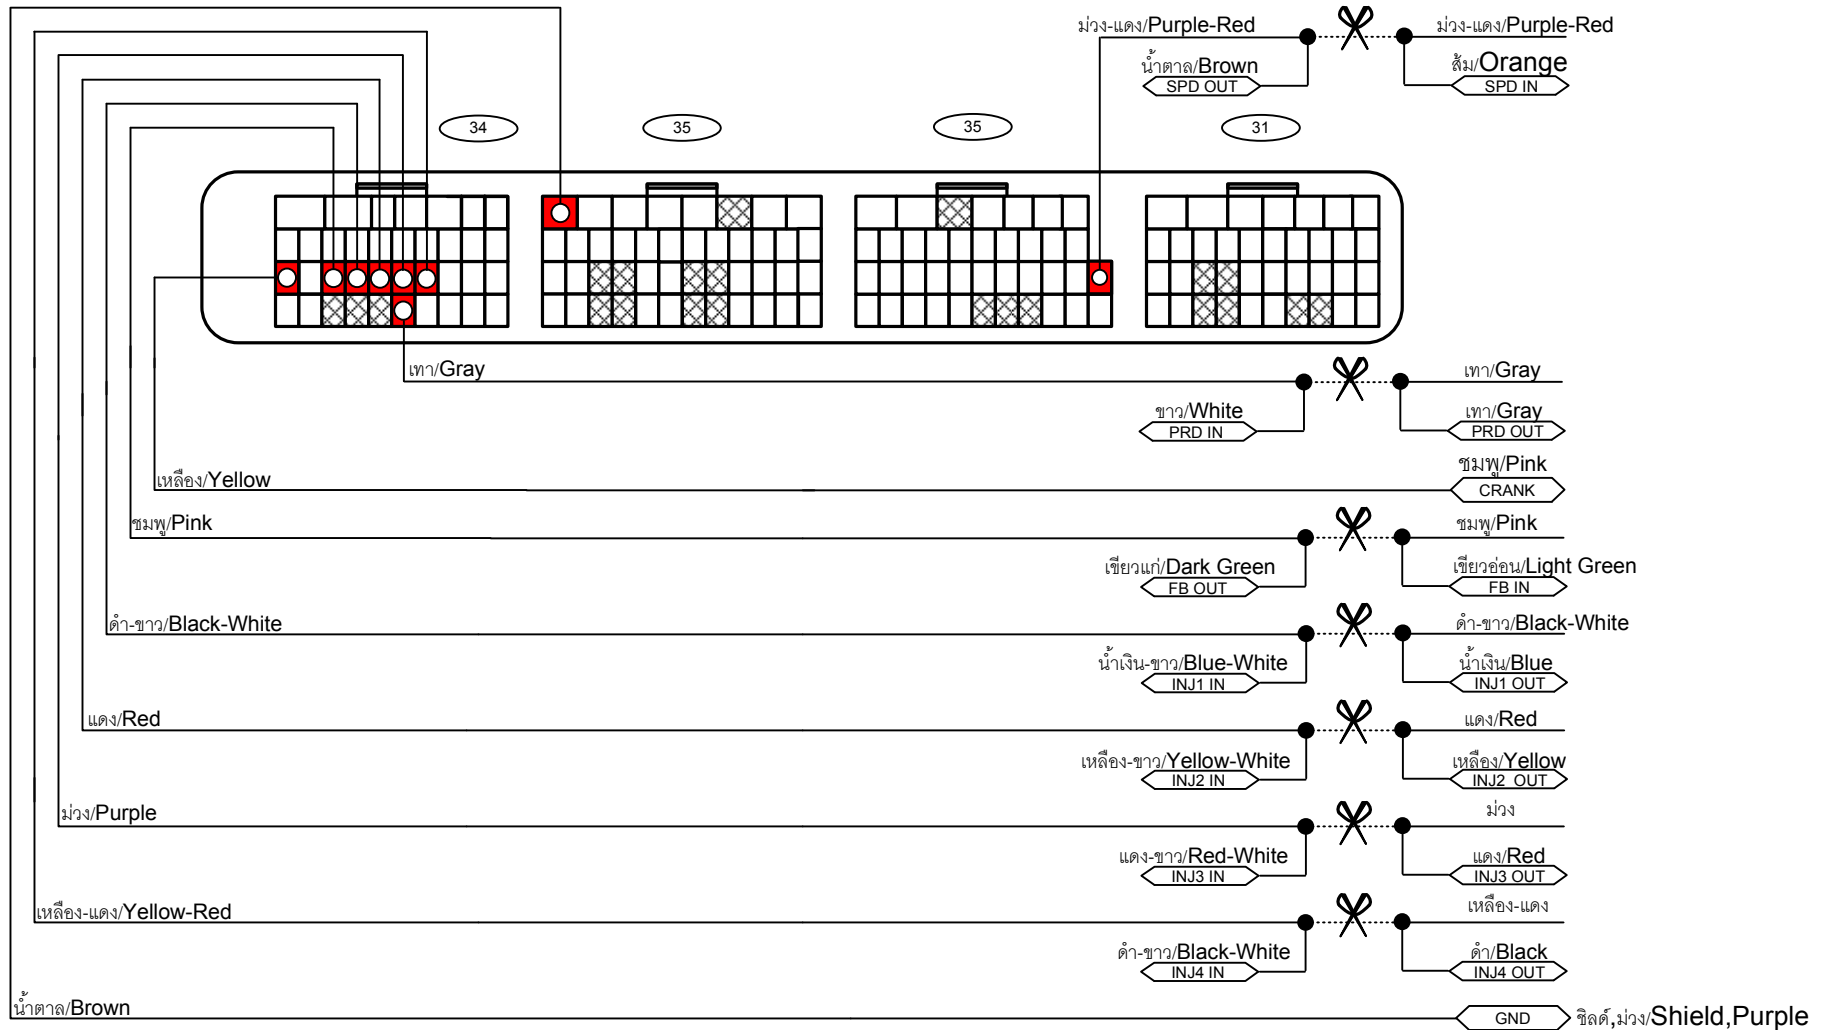 ม่วง-แดง/Purple-Red
ม่วง-แดง/Purple-Red
น้ำตาล/Brown
ส้ม/Orange
SPD OUT
SPD IN
34
35
35
31
เทา/Gray
เทา/Gray
ขาว/White
เทา/Gray
PRD IN
PRD OUT
เหลือง/Yellow
ชมพู/Pink
CRANK
ชมพู/Pink
ชมพู/Pink
เขียวแก่/Dark Green
เขียวอ่อน/Light Green
FB OUT
FB IN
ดำ-ขาว/Black-White
ดำ-ขาว/Black-White
น้ำเงิน-ขาว/Blue-White
น้ำเงิน/Blue
INJ1 IN
INJ1 OUT
แดง/Red
แดง/Red
เหลือง-ขาว/Yellow-White
เหลือง/Yellow
INJ2 IN
INJ2 OUT
ม่วง/Purple
ม่วง
แดง-ขาว/Red-White
แดง/Red
INJ3 IN
INJ3 OUT
เหลือง-แดง/Yellow-Red
เหลือง-แดง
ดำ-ขาว/Black-White
ดำ/Black
INJ4 IN
INJ4 OUT
น้ำตาล/Brown
GND
ชิลด์,ม่วง/Shield,Purple